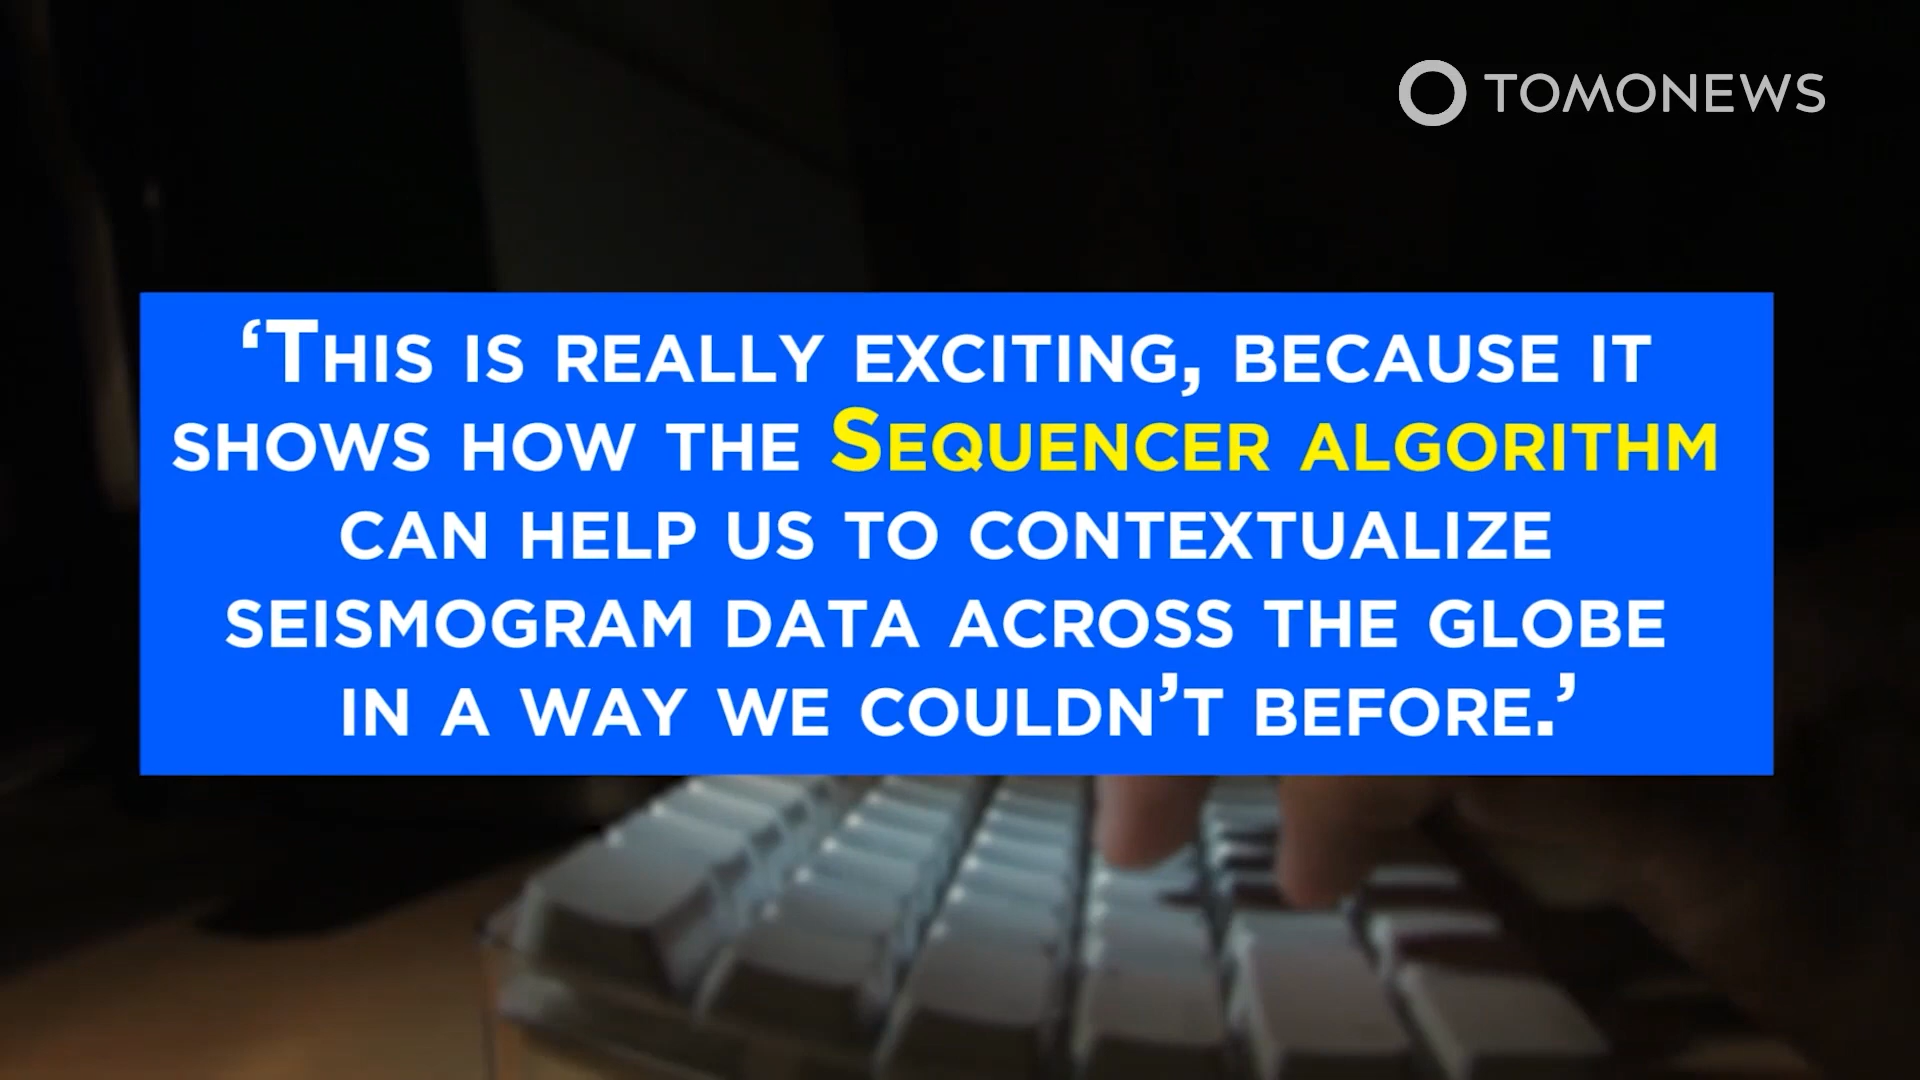 TOMONEWS
‘THIS IS REALLY EXCITING, BECAUSE IT
SHOWS HOW THE SEQUENCER ALGORITHM
CAN HELP US TO CONTEXTUALIZE
SEISMOGRAM DATA ACROSS THE GLOBE
IN A WAY WE COULDN’T BEFORE.’